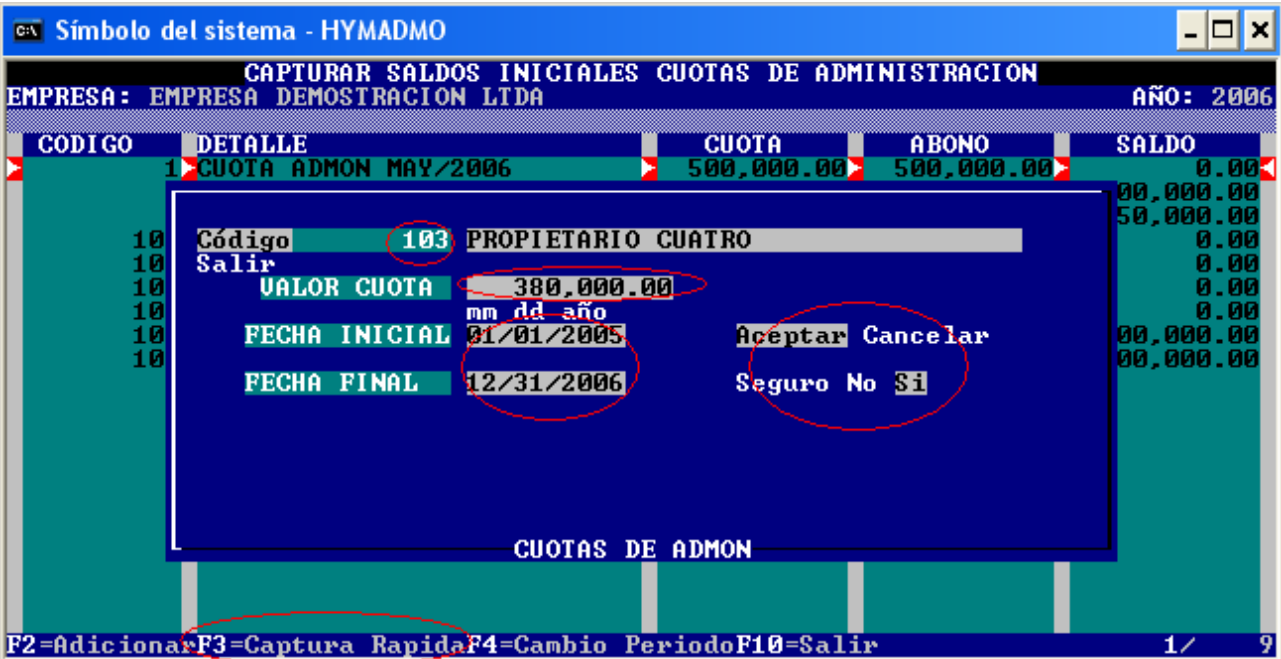 Símbolo del sistema - HYMADMO
CAPTURAR SALDOS INICIALES CUOTAS DE ADMINISTRACION
EMPRESA: EMPRESA DEMOSTRACION LTDA AÑO: 2006
CODIGO DETALLE CUOTA ABONO SALDO
1 CUOTA ADMON MAY/2006 500,000.00 500,000.00 0.00
00,000.00
50,000.00
10 Código 103 PROPIETARIO CUATRO 0.00
10 Salir 0.00
10 VALOR CUOTA 380,000.00 0.00
10 mm dd año 0.00
10 FECHA INICIAL 01/01/2005 Aceptar Cancelar 00,000.00
10 00,000.00
FECHA FINAL 12/31/2006 Seguro No Si
CUOTAS DE ADMON
F2=Adicionar F3=Captura Rapida F4=Cambio Periodo F10=Salir 1/ 9